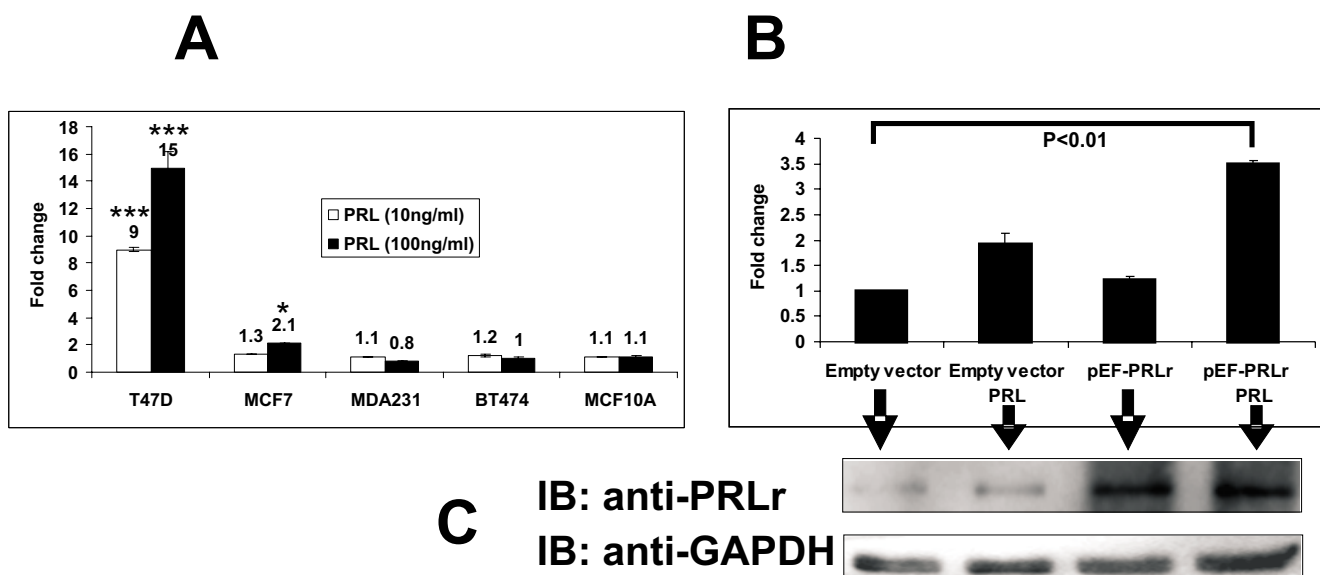 A
B
18
16
14
12
10
8
6
4
2
0
Fold change
***
9
***
15
1.3
*
2.1
1.1
0.8
1.2
1
1.1
1.1
PRL (10ng/ml)
PRL (100ng/ml)
T47D
MCF7
MDA231
BT474
MCF10A
4
3.5
3
2.5
2
1.5
1
0.5
0
Fold change
P<0.01
Empty vector
Empty vector
PRL
pEF-PRLr
pEF-PRLr
PRL
C
IB: anti-PRLr
IB: anti-GAPDH